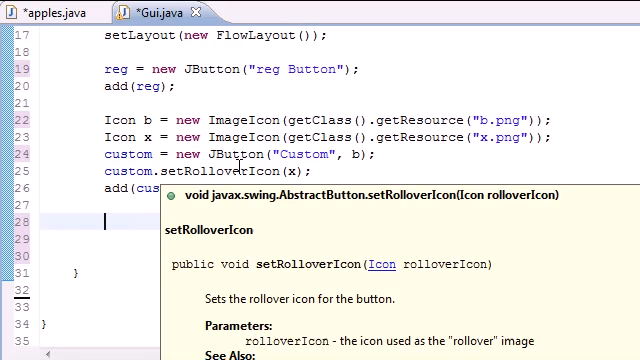 *apples.java *Gui.java
17 setLayout(new FlowLayout());
18
19 reg = new JButton("reg Button");
20 add(reg);
21
22 Icon b = new ImageIcon(getClass().getResource("b.png"));
23 Icon x = new ImageIcon(getClass().getResource("x.png"));
24 custom = new JButton("Custom", b);
25 custom.setRolloverIcon(x);
26 add(cus
27
void javax.swing.AbstractButton.setRolloverIcon(Icon rolloverIcon)
28
setRolloverIcon
29
30
public void setRolloverIcon(Icon rolloverIcon)
31 }
32
Sets the rollover icon for the button.
33
34 }
Parameters:
35
rolloverIcon - the icon used as the "rollover" image
See Also: